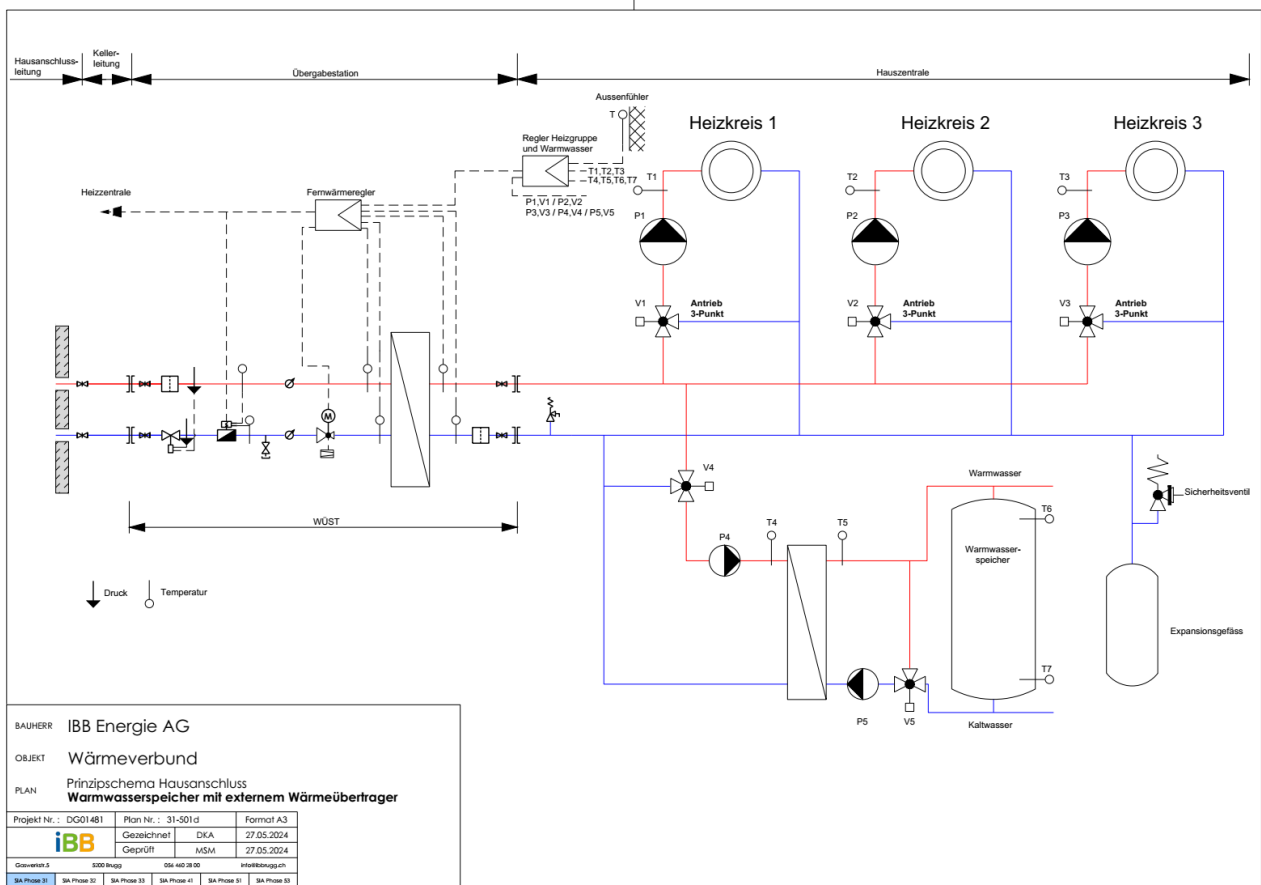 Hausanschluss-
leitung
Keller-
leitung
Übergabestation
Hauszentrale
Aussenfühler
T
Regler Heizgruppe
und Warmwasser
T1,T2,T3
T4,T5,T6,T7
P1,V1 / P2,V2
P3,V3 / P4,V4 / P5,V5
Heizkreis 1
Heizkreis 2
Heizkreis 3
Heizzentrale
Fernwärmeregler
T1
T2
T3
P1
P2
P3
V1
Antrieb
3-Punkt
V2
Antrieb
3-Punkt
V3
Antrieb
3-Punkt
M
V4
WÜST
Warmwasser
Sicherheitsventil
T4
T5
T6
P4
Warmwasser-
speicher
Druck
Temperatur
Expansionsgefäss
T7
P5
V5
Kaltwasser
BAUHERR IBB Energie AG
OBJEKT Wärmeverbund
PLAN Prinzipschema Hausanschluss
Warmwasserspeicher mit externem Wärmeübertrager
Projekt Nr. : DG01481 Plan Nr. : 31-501d Format A3
iBB
Gezeichnet DKA 27.05.2024
Geprüft MSM 27.05.2024
Gaswerkstr.5 5200 Brugg 056 460 28 00 info@ibbrugg.ch
SIA Phase 31 SIA Phase 32 SIA Phase 33 SIA Phase 41 SIA Phase 51 SIA Phase 53